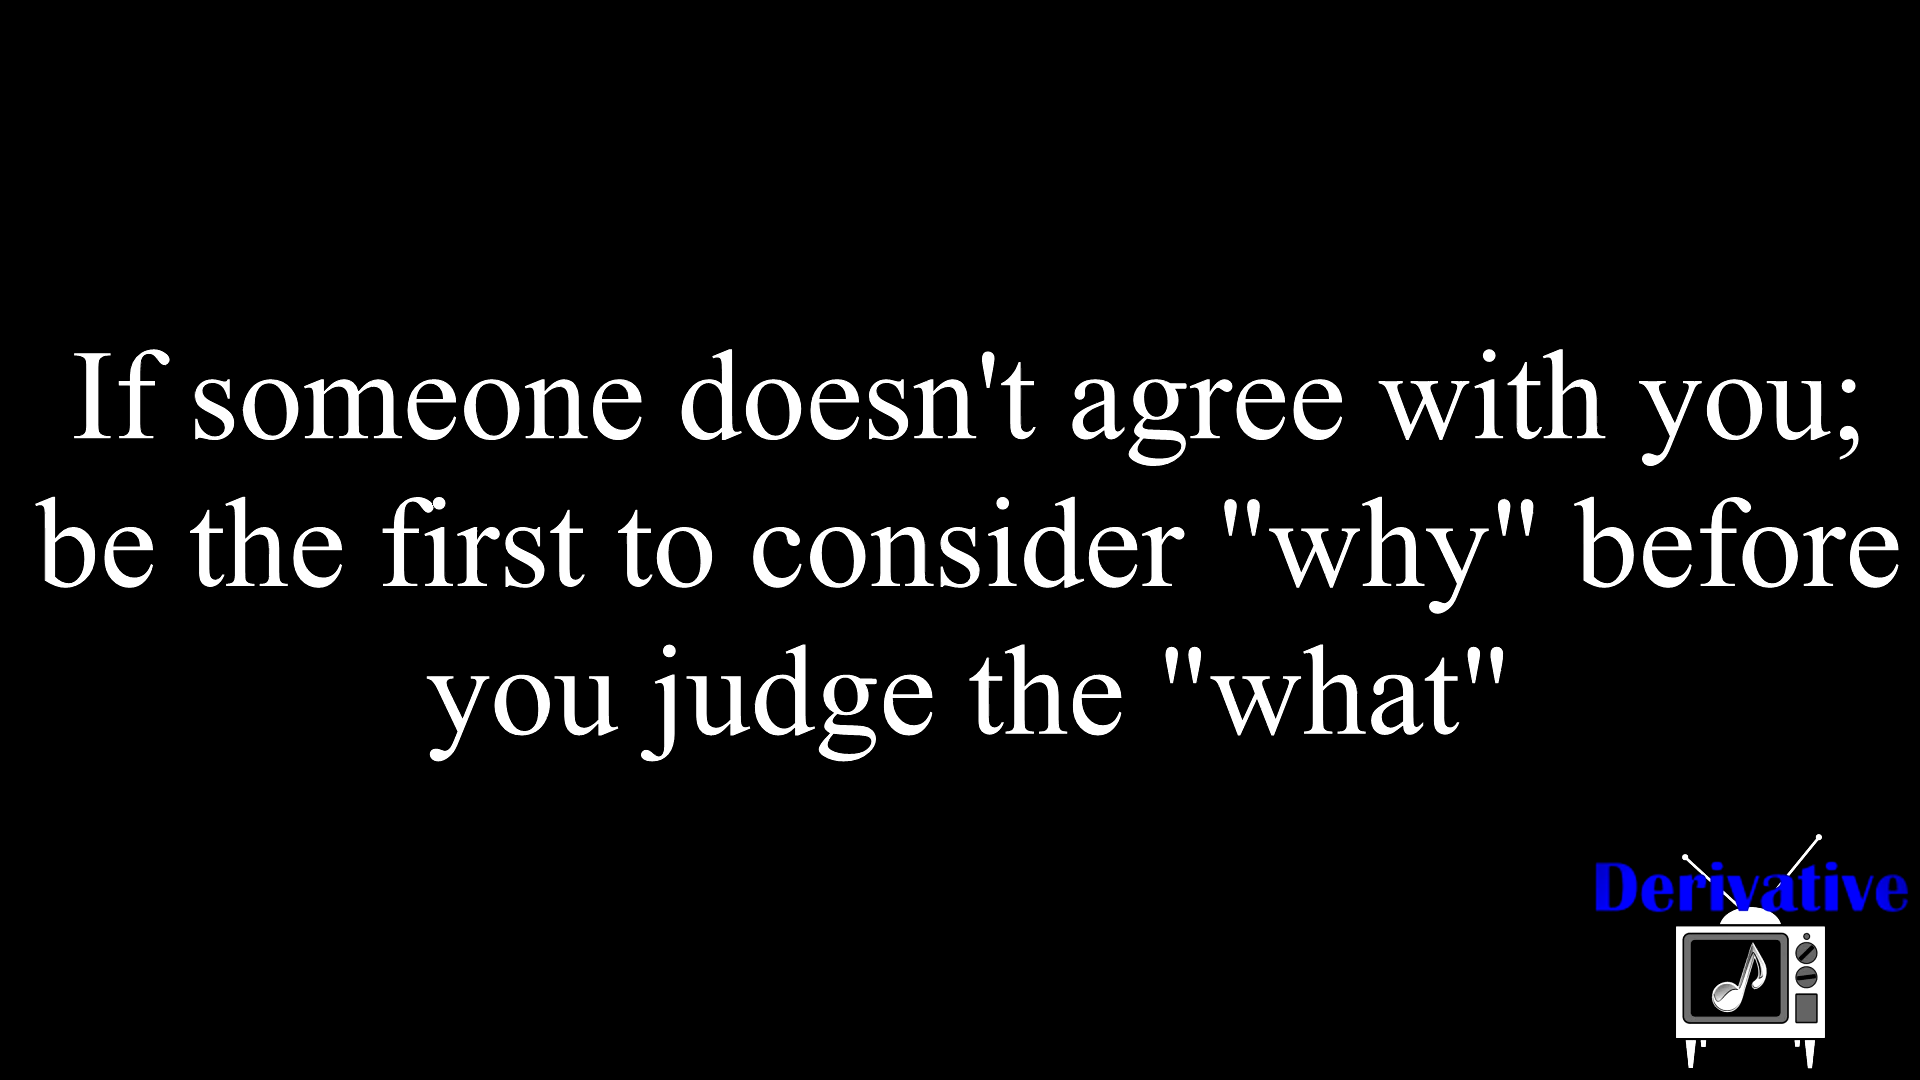 If someone doesn't agree with you;
be the first to consider "why" before
you judge the "what"
Derivative